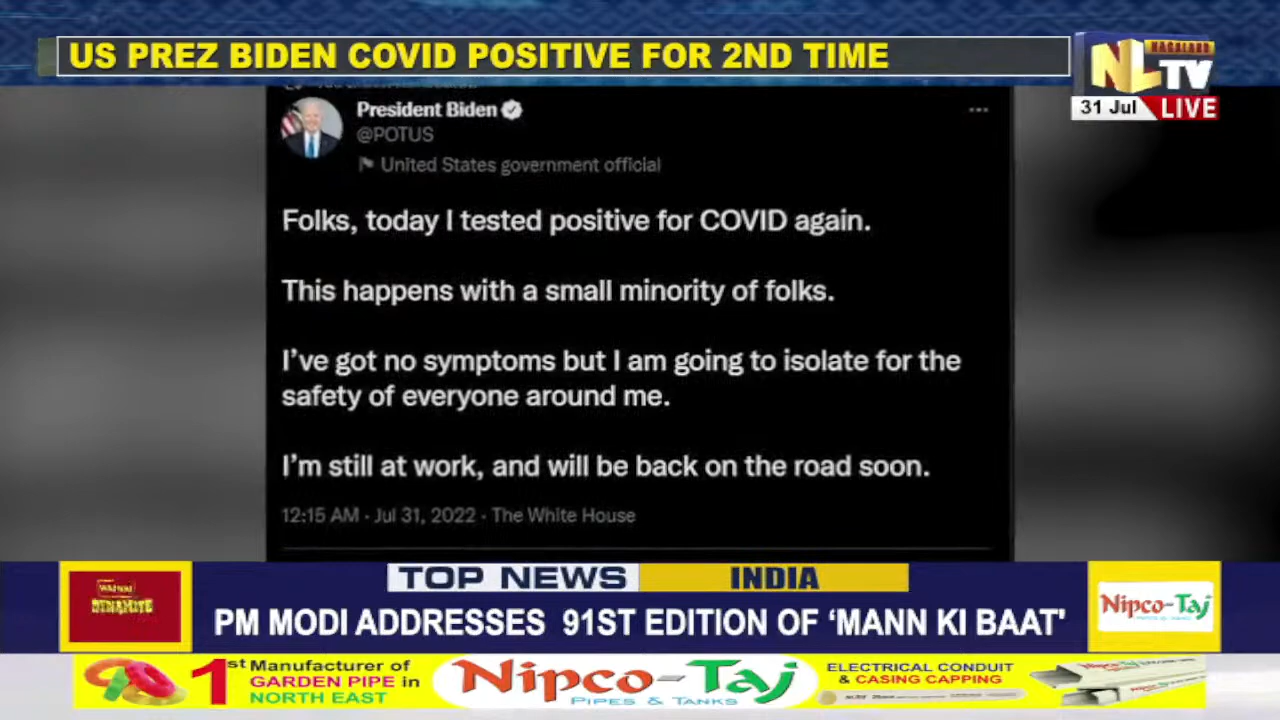 US PREZ BIDEN COVID POSITIVE FOR 2ND TIME
NAGALAND
NL TV
31 Jul LIVE
President Biden
@POTUS
United States government official
Folks, today I tested positive for COVID again.
This happens with a small minority of folks.
I've got no symptoms but I am going to isolate for the
safety of everyone around me.
I'm still at work, and will be back on the road soon.
12:15 AM · Jul 31, 2022 · The White House
TOP NEWS INDIA
PM MODI ADDRESSES 91ST EDITION OF ‘MANN KI BAAT'
DYNAMITE
Nipco-Taj
1st Manufacturer of
GARDEN PIPE in
NORTH EAST
Nipco-Taj
PIPES & TANKS
ELECTRICAL CONDUIT
& CASING CAPPING